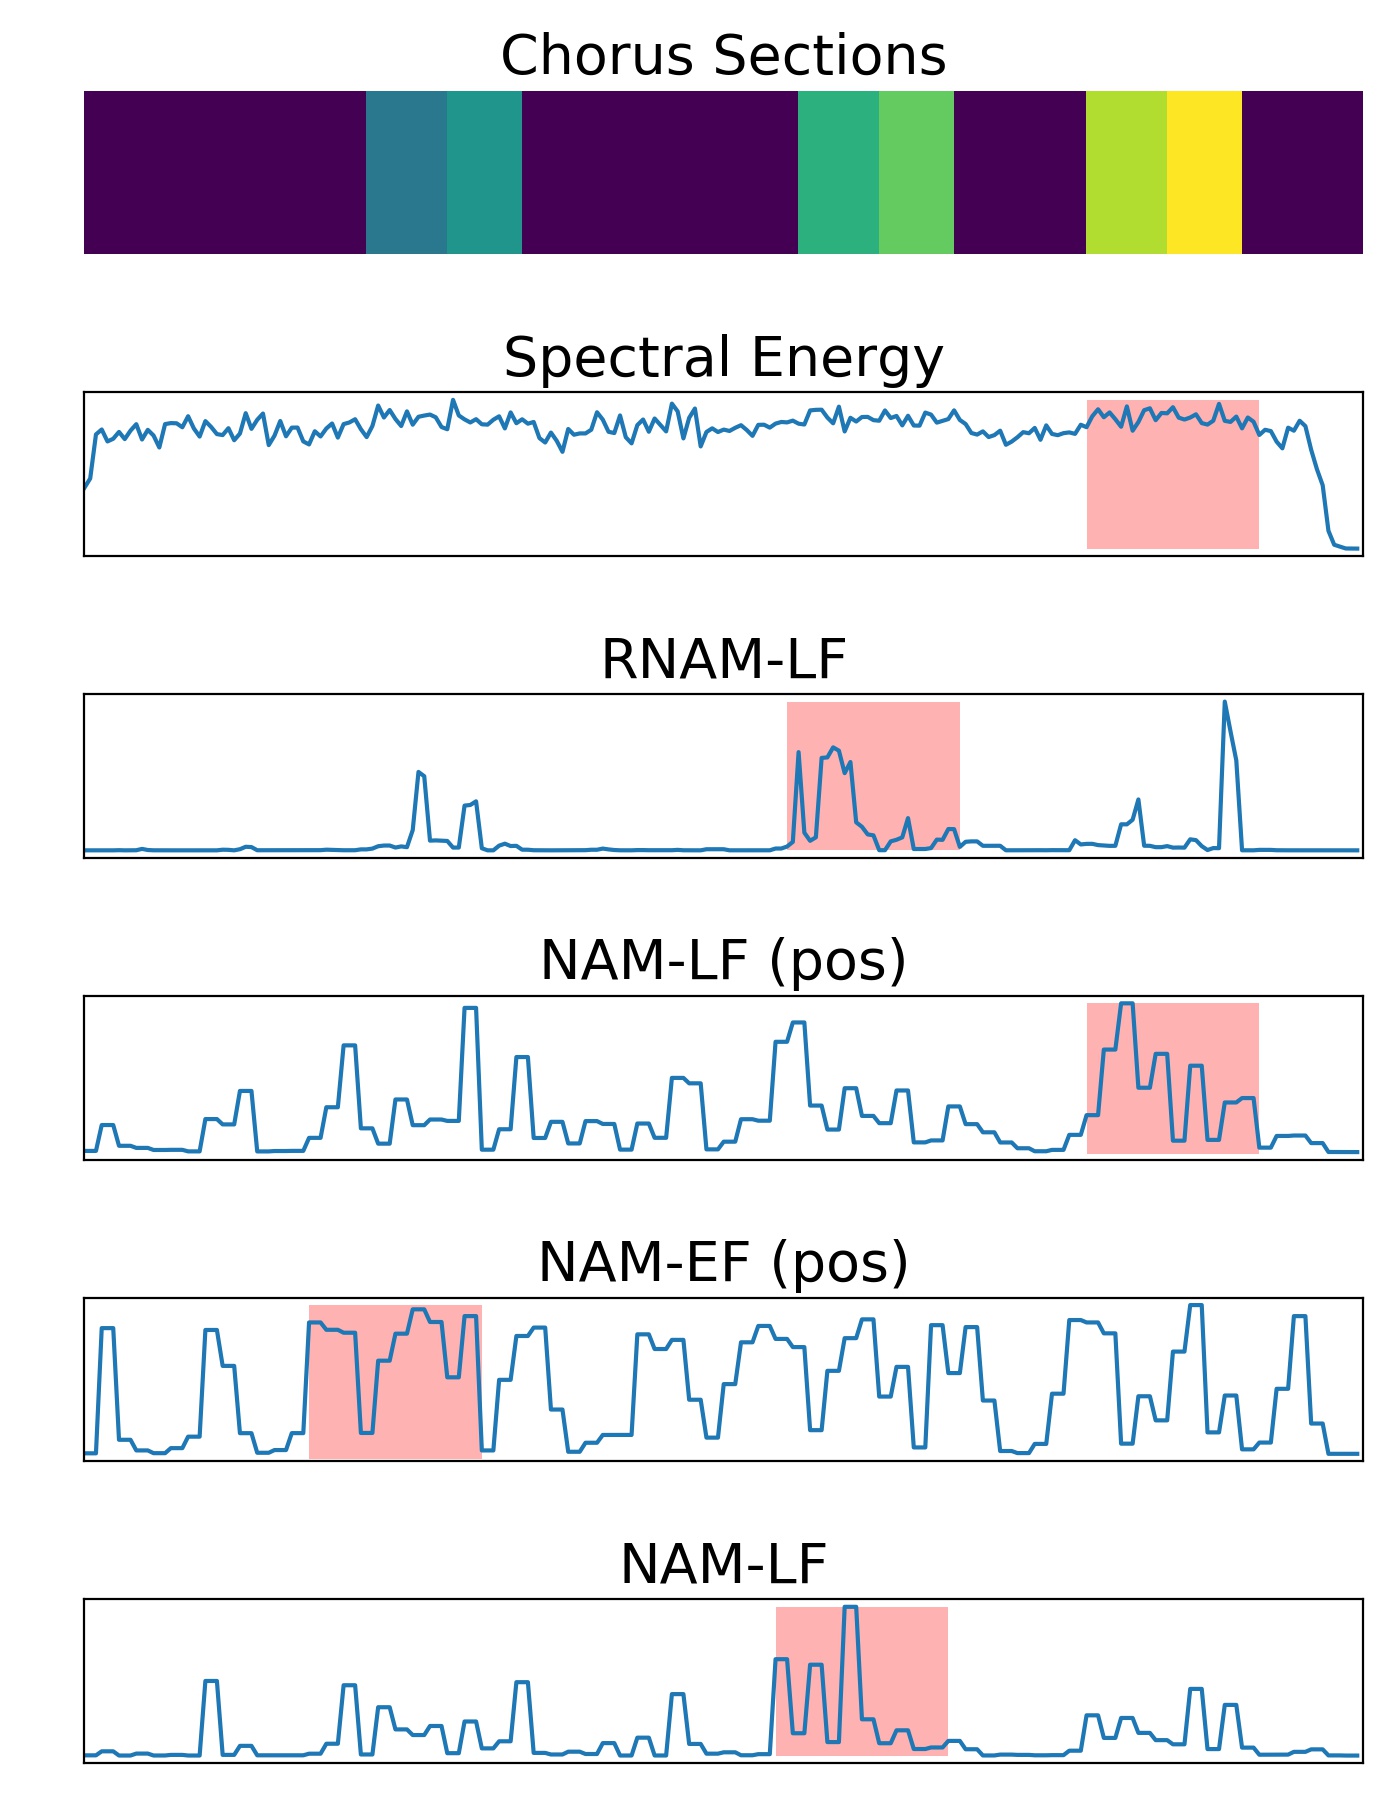 Chorus Sections
Spectral Energy
RNAM-LF
NAM-LF (pos)
NAM-EF (pos)
NAM-LF